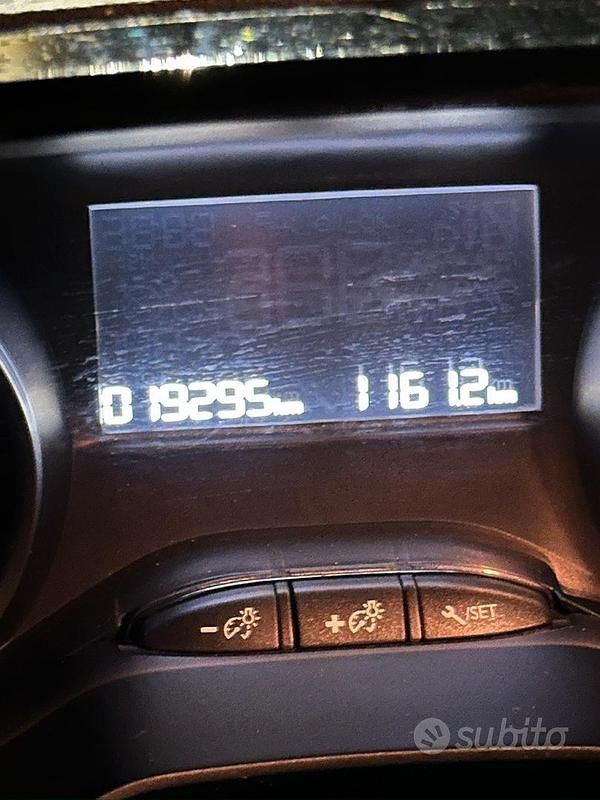 019295km 1161.2km
- + /SET
subito